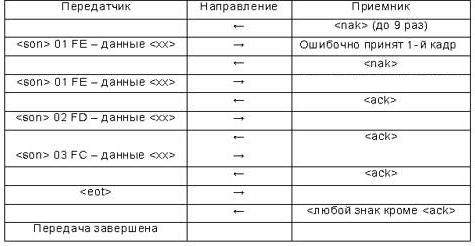 Передатчик Направление Приемник
← <nak> (до 9 раз)
<son> 01 FE – данные <xx> → Ошибочно принят 1-й кадр
← <nak>
<son> 01 FE – данные <xx> →
← <ack>
<son> 02 FD – данные <xx> →
← <ack>
<son> 03 FC – данные <xx> →
← <ack>
<eot> →
← <любой знак кроме <ack>
Передача завершена